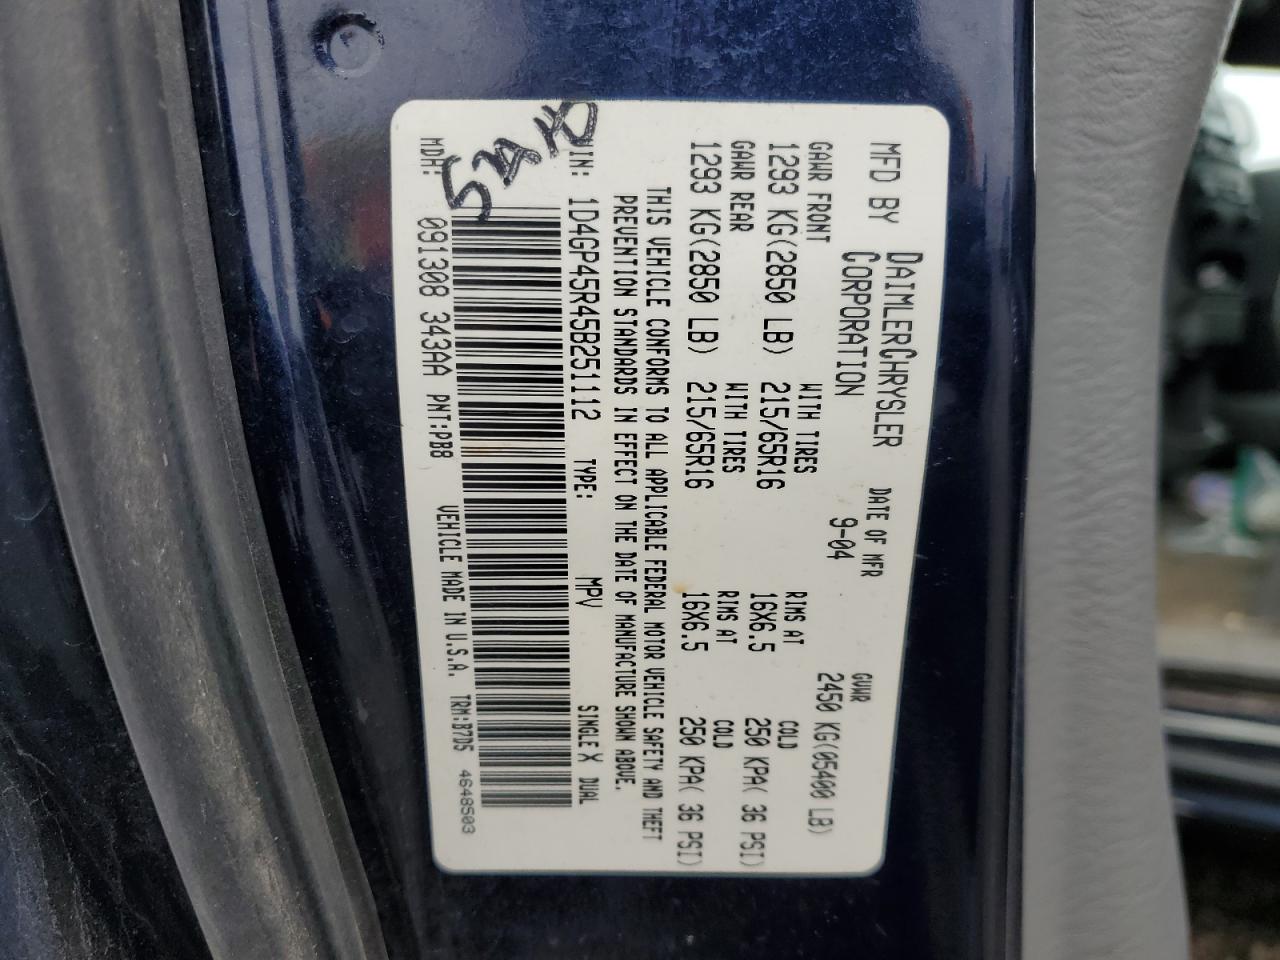 MFD BY DAIMLERCHRYSLER CORPORATION DATE OF MFR 9-04 GVWR 2450 KG(05400 LB)
GAWR FRONT WITH TIRES RIMS AT COLD
1293 KG(2850 LB) 215/65R16 16X6.5 250 KPA( 36 PSI)
GAWR REAR WITH TIRES RIMS AT COLD
1293 KG(2850 LB) 215/65R16 16X6.5 250 KPA( 36 PSI)
THIS VEHICLE CONFORMS TO ALL APPLICABLE FEDERAL MOTOR VEHICLE SAFETY AND THEFT
PREVENTION STANDARDS IN EFFECT ON THE DATE OF MANUFACTURE SHOWN ABOVE.
VIN: 1D4GP45R45B251112 TYPE: MPV SINGLE X DUAL
MDH: 091308 343AA PNT:PB8 VEHICLE MADE IN U.S.A. TRM:B7D5 4648503